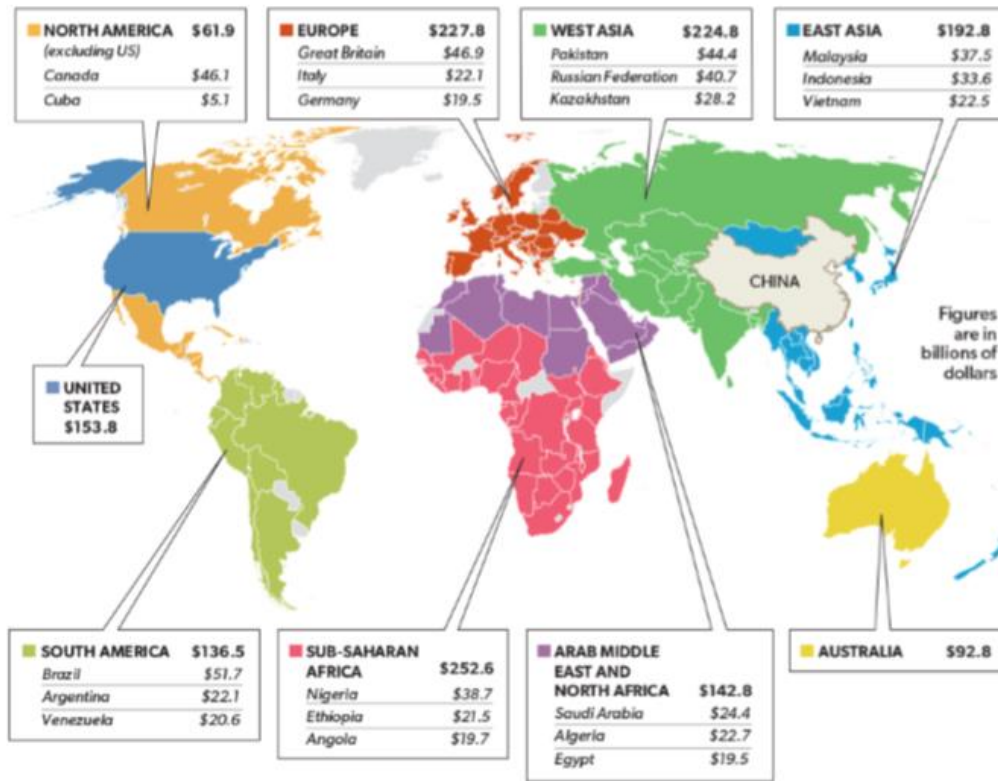 NORTH AMERICA $61.9
(excluding US)
Canada $46.1
Cuba $5.1
EUROPE $227.8
Great Britain $46.9
Italy $22.1
Germany $19.5
WEST ASIA $224.8
Pakistan $44.4
Russian Federation $40.7
Kazakhstan $28.2
EAST ASIA $192.8
Malaysia $37.5
Indonesia $33.6
Vietnam $22.5
CHINA
Figures
are in
billions of
dollars
UNITED
STATES
$153.8
SOUTH AMERICA $136.5
Brazil $51.7
Argentina $22.1
Venezuela $20.6
SUB-SAHARAN
AFRICA $252.6
Nigeria $38.7
Ethiopia $21.5
Angola $19.7
ARAB MIDDLE
EAST AND
NORTH AFRICA $142.8
Saudi Arabia $24.4
Algeria $22.7
Egypt $19.5
AUSTRALIA $92.8